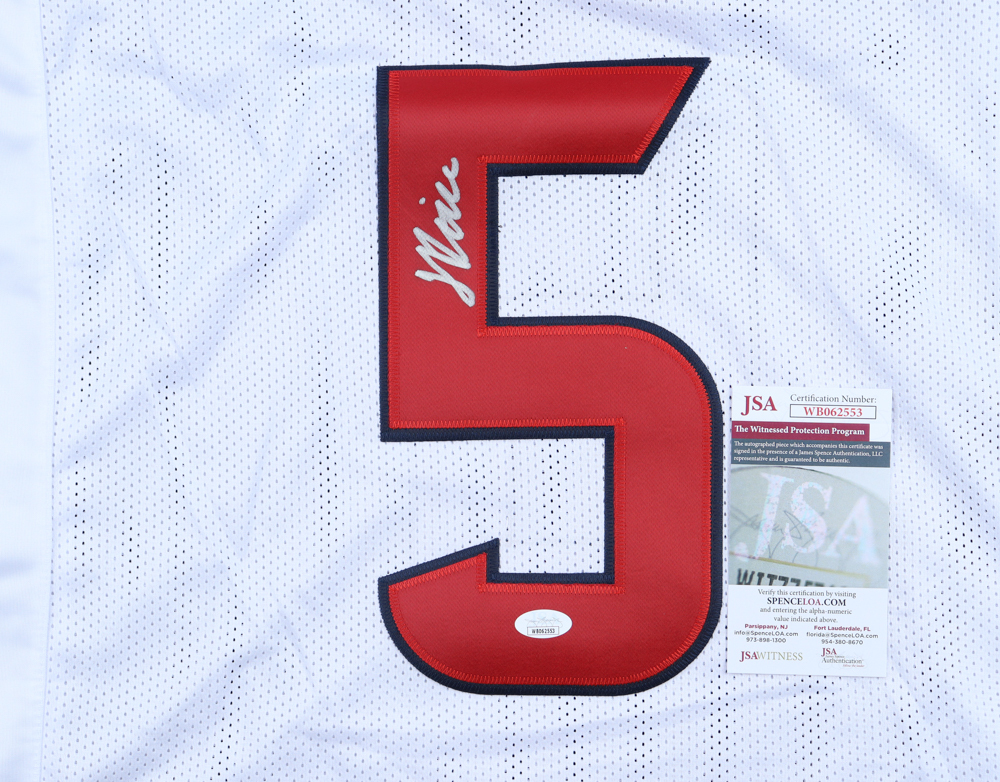 5
JSA
Certification Number:
WB062553
The Witnessed Protection Program
The autographed piece which accompanies this certificate was
signed in the presence of a James Spence Authentication, LLC
representative and is guaranteed to be authentic.
JSA
Verify this certification by visiting
SPENCELOA.COM
and entering the alpha-numeric
value indicated above.
Parsippany, NJ
info@SpenceLOA.com
973-898-1300
Fort Lauderdale, FL
florida@SpenceLOA.com
954-380-8670
JSAWITNESS
JSA
Authentication
WB062553